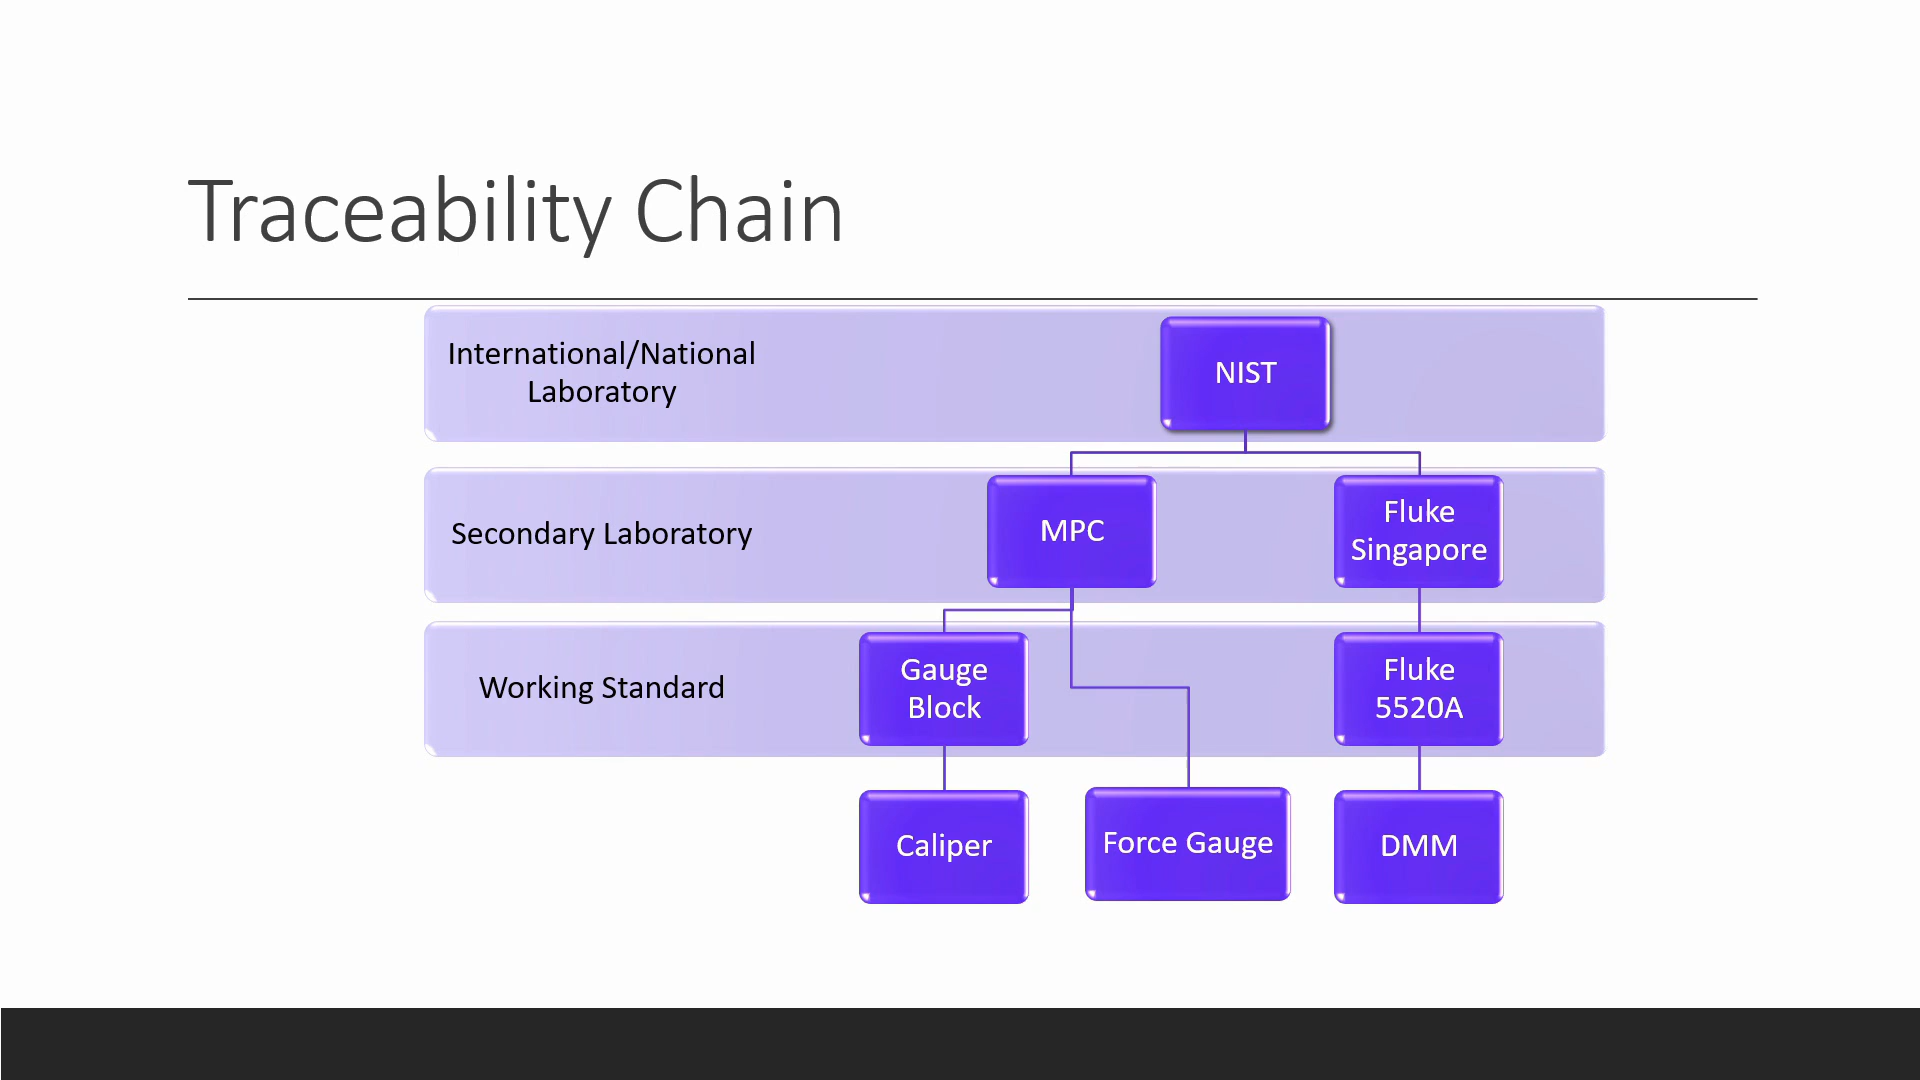 Traceability Chain
International/National
Laboratory
NIST
Secondary Laboratory
MPC
Fluke
Singapore
Working Standard
Gauge
Block
Fluke
5520A
Caliper
Force Gauge
DMM